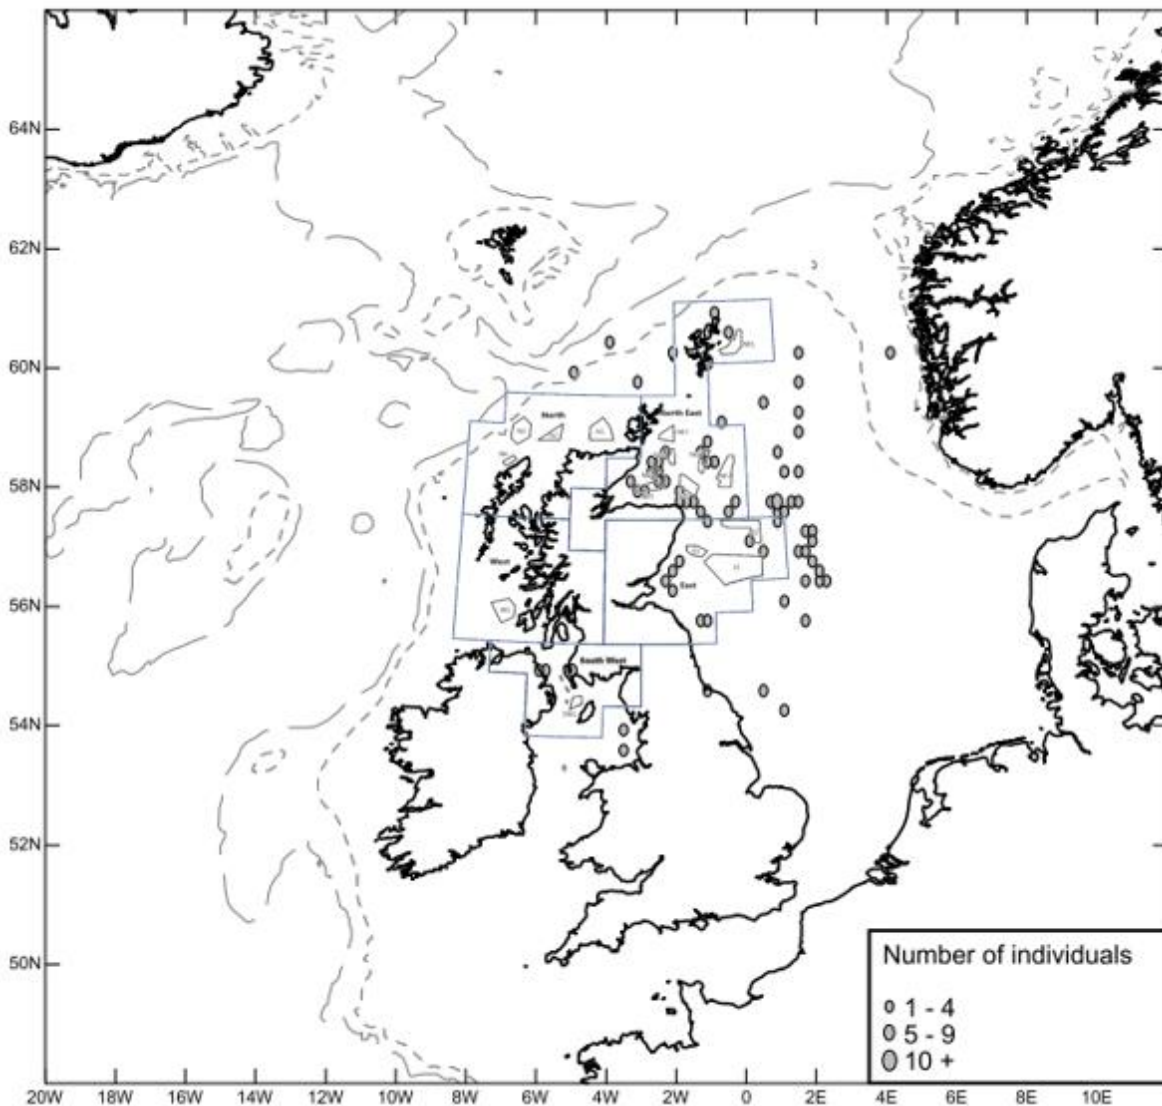 64N
62N
60N
58N
56N
54N
52N
50N
North
North East
West
East
South West
Number of individuals
1 - 4
5 - 9
10 +
20W 18W 16W 14W 12W 10W 8W 6W 4W 2W 0 2E 4E 6E 8E 10E